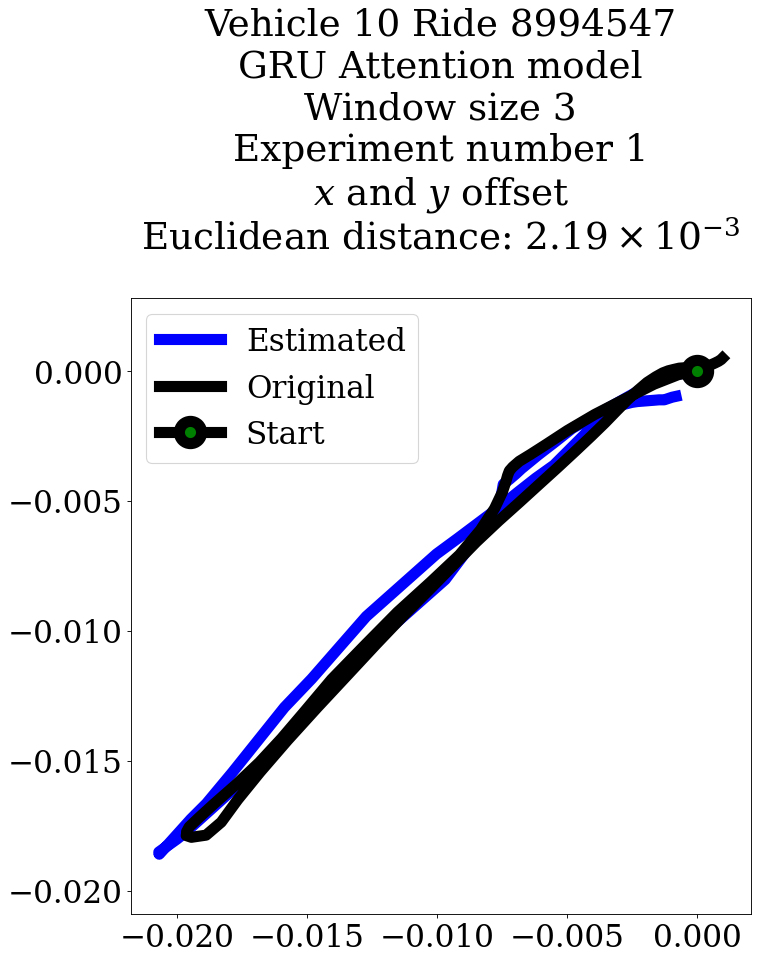 Vehicle 10 Ride 8994547
GRU Attention model
Window size 3
Experiment number 1
x and y offset
Euclidean distance: 2.19 × 10⁻³
Estimated
Original
Start
0.000
−0.005
−0.010
−0.015
−0.020
−0.020 −0.015 −0.010 −0.005 0.000